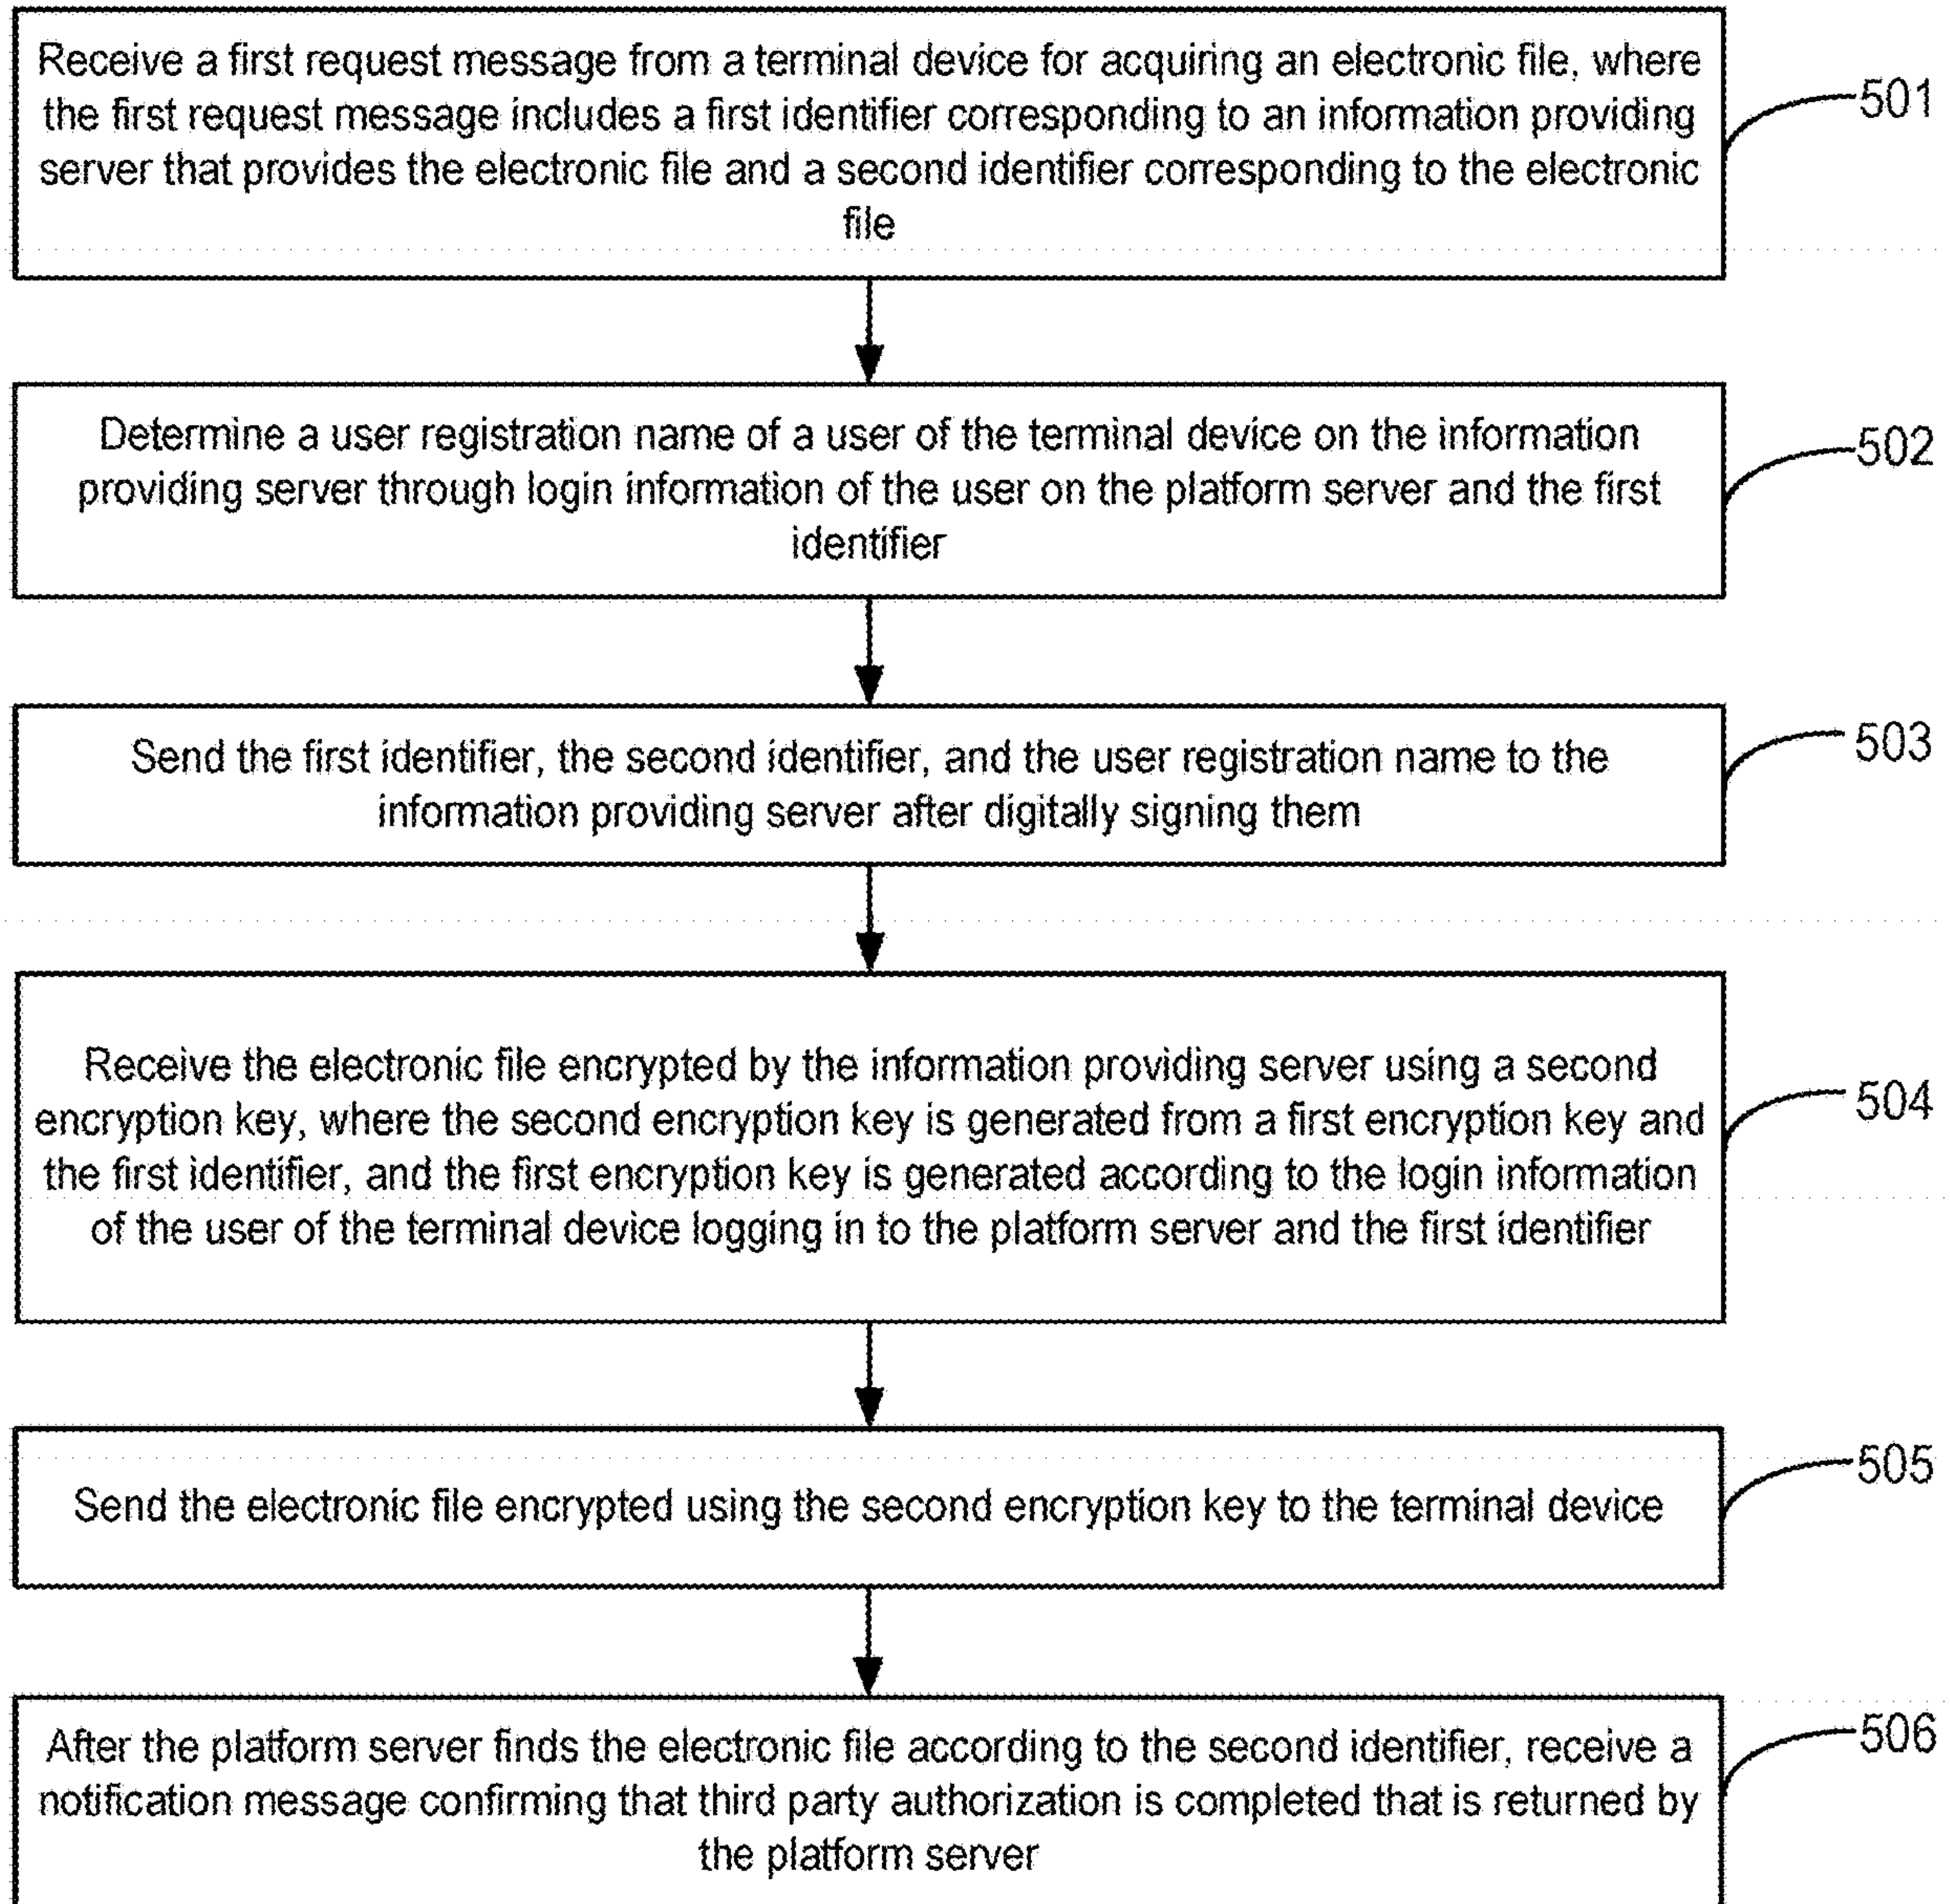 Receive a first request message from a terminal device for acquiring an electronic file, where
the first request message includes a first identifier corresponding to an information providing
server that provides the electronic file and a second identifier corresponding to the electronic
file
501
Determine a user registration name of a user of the terminal device on the information
providing server through login information of the user on the platform server and the first
identifier
502
Send the first identifier, the second identifier, and the user registration name to the
information providing server after digitally signing them
503
Receive the electronic file encrypted by the information providing server using a second
encryption key, where the second encryption key is generated from a first encryption key and
the first identifier, and the first encryption key is generated according to the login information
of the user of the terminal device logging in to the platform server and the first identifier
504
Send the electronic file encrypted using the second encryption key to the terminal device
505
After the platform server finds the electronic file according to the second identifier, receive a
notification message confirming that third party authorization is completed that is returned by
the platform server
506